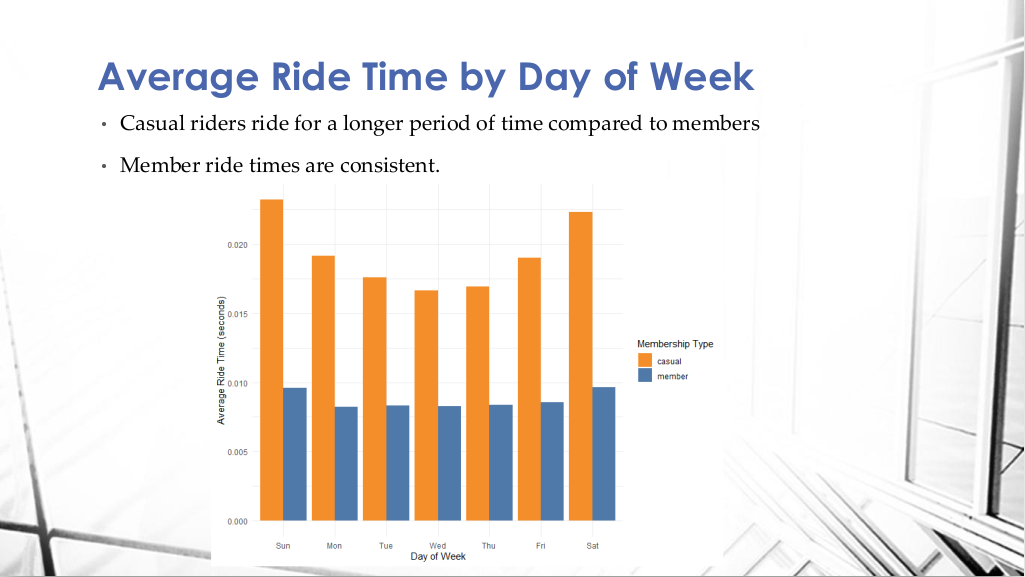 Average Ride Time by Day of Week
• Casual riders ride for a longer period of time compared to members
• Member ride times are consistent.
0.020
0.015
0.010
0.005
0.000
Average Ride Time (seconds)
Sun Mon Tue Wed Thu Fri Sat
Day of Week
Membership Type
casual
member